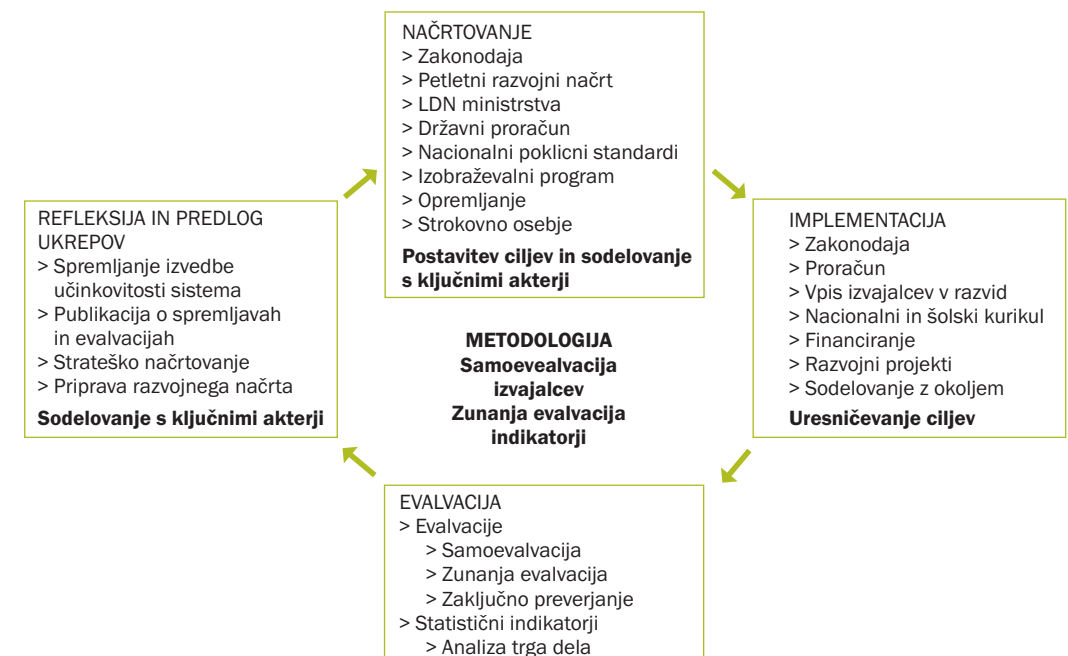 NAČRTOVANJE
> Zakonodaja
> Petletni razvojni načrt
> LDN ministrstva
> Državni proračun
> Nacionalni poklicni standardi
> Izobraževalni program
> Opremljanje
> Strokovno osebje
Postavitev ciljev in sodelovanje
s ključnimi akterji
REFLEKSIJA IN PREDLOG
UKREPOV
> Spremljanje izvedbe
učinkovitosti sistema
> Publikacija o spremljavah
in evalvacijah
> Strateško načrtovanje
> Priprava razvojnega načrta
Sodelovanje s ključnimi akterji
METODOLOGIJA
Samoevealvacija
izvajalcev
Zunanja evalvacija
indikatorji
IMPLEMENTACIJA
> Zakonodaja
> Proračun
> Vpis izvajalcev v razvid
> Nacionalni in šolski kurikul
> Financiranje
> Razvojni projekti
> Sodelovanje z okoljem
Uresničevanje ciljev
EVALVACIJA
> Evalvacije
> Samoevalvacija
> Zunanja evalvacija
> Zaključno preverjanje
> Statistični indikatorji
> Analiza trga dela